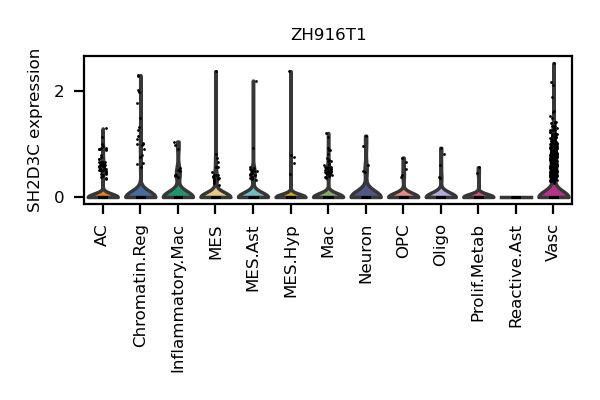 ZH916T1
SH2D3C expression
2
0
AC
Chromatin.Reg
Inflammatory.Mac
MES
MES.Ast
MES.Hyp
Mac
Neuron
OPC
Oligo
Prolif.Metab
Reactive.Ast
Vasc